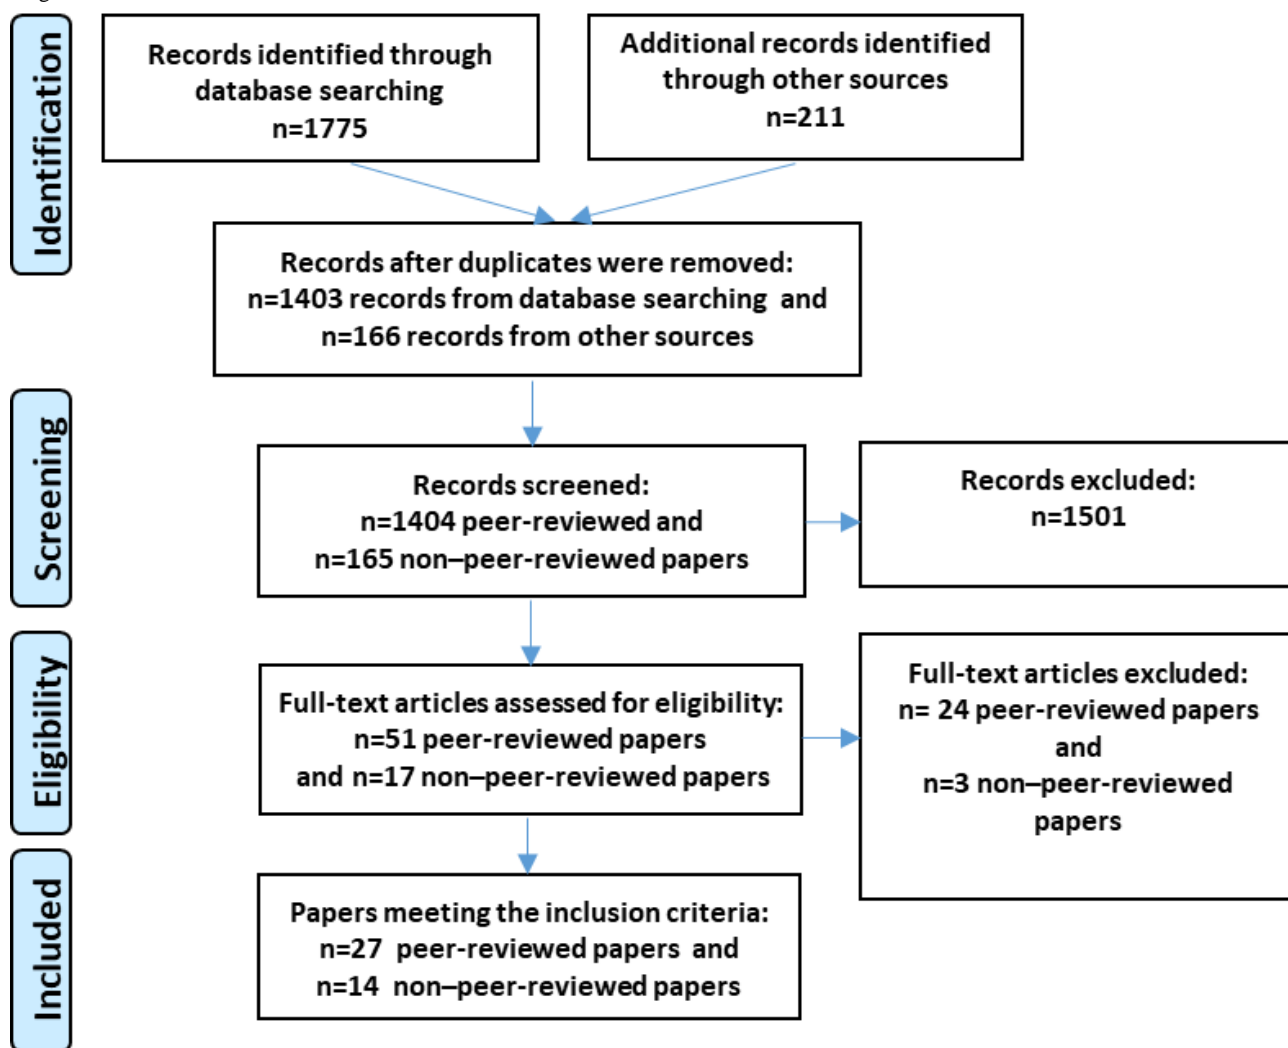 Identification
Records identified through
database searching
n=1775
Additional records identified
through other sources
n=211
Records after duplicates were removed:
n=1403 records from database searching and
n=166 records from other sources
Screening
Records screened:
n=1404 peer-reviewed and
n=165 non–peer-reviewed papers
Records excluded:
n=1501
Eligibility
Full-text articles assessed for eligibility:
n=51 peer-reviewed papers
and n=17 non–peer-reviewed papers
Full-text articles excluded:
n= 24 peer-reviewed papers
and
n=3 non–peer-reviewed
papers
Included
Papers meeting the inclusion criteria:
n=27 peer-reviewed papers and
n=14 non–peer-reviewed papers